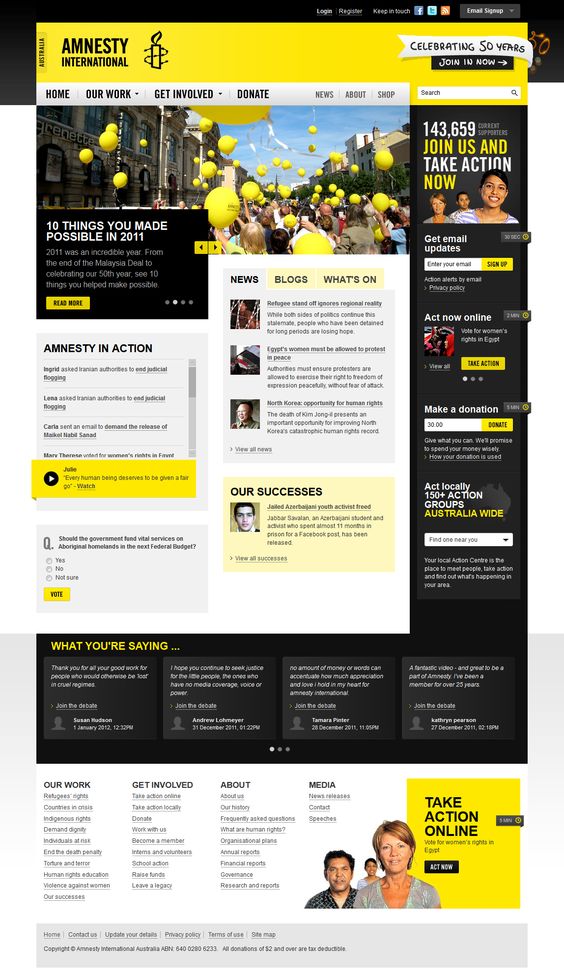 Login | Register Keep in touch Email Signup
AUSTRALIA
AMNESTY
INTERNATIONAL
CELEBRATING 50 YEARS
JOIN IN NOW
HOME OUR WORK GET INVOLVED DONATE NEWS ABOUT SHOP
Search
10 THINGS YOU MADE
POSSIBLE IN 2011
2011 was an incredible year. From
the end of the Malaysia Deal to
celebrating our 50th year, see 10
things you helped make possible.
READ MORE
AMNESTY IN ACTION
Ingrid asked Iranian authorities to end judicial
flogging
Lena asked Iranian authorities to end judicial
flogging
Carla sent an email to demand the release of
Maikel Nabil Sanad
Mary Therese voted for women's rights in Egypt
Julie
"Every human being deserves to be given a fair
go" - Watch
Q. Should the government fund vital services on
Aboriginal homelands in the next Federal Budget?
Yes
No
Not sure
VOTE
NEWS BLOGS WHAT'S ON
Refugee stand off ignores regional reality
While both sides of politics continue this
stalemate, people who have been detained
for long periods are losing hope.
Egypt's women must be allowed to protest
in peace
Authorities must ensure protesters are
allowed to exercise their right to freedom of
expression peacefully, without fear of attack.
North Korea: opportunity for human rights
The death of Kim Jong-il presents an
important opportunity for improving North
Korea's catastrophic human rights record.
View all news
OUR SUCCESSES
Jailed Azerbaijani youth activist freed
Jabbar Savalan, an Azerbaijani student and
activist who spent almost 11 months in
prison for a Facebook post, has been
released.
View all successes
143,659 CURRENT
SUPPORTERS
JOIN US AND
TAKE ACTION
NOW
Get email
updates
30 SEC
Enter your email SIGN UP
Action alerts by email
Privacy policy
Act now online
2 MIN
Vote for women's
rights in Egypt
View all
TAKE ACTION
Make a donation
5 MIN
30.00 DONATE
Give what you can. We'll promise
to spend your money wisely.
How your donation is used
Act locally
150+ ACTION
GROUPS
AUSTRALIA WIDE
Find one near you
Your local Action Centre is the
place to meet people, take action
and find out what's happening in
your area.
WHAT YOU'RE SAYING ...
Thank you for all your good work for
people who would otherwise be 'lost'
in cruel regimes.
Join the debate
Susan Hudson
1 January 2012, 12:32PM
I hope you continue to seek justice
for the little people, the ones who
have no media coverage, voice or
power.
Join the debate
Andrew Lohmeyer
31 December 2011, 01:22PM
no amount of money or words can
accentuate how much appreciation
and love i hold in my heart for
amnesty international.
Join the debate
Tamara Pinter
28 December 2011, 11:05PM
A fantastic video - and great to be a
part of Amnesty. I've been a
member for over 25 years.
Join the debate
kathryn pearson
27 December 2011, 02:18PM
OUR WORK
Refugees' rights
Countries in crisis
Indigenous rights
Demand dignity
Individuals at risk
End the death penalty
Torture and terror
Human rights education
Violence against women
Our successes
GET INVOLVED
Take action online
Take action locally
Donate
Work with us
Become a member
Interns and volunteers
School action
Raise funds
Leave a legacy
ABOUT
About us
Our history
Frequently asked questions
What are human rights?
Organisational plans
Annual reports
Financial reports
Governance
Research and reports
MEDIA
News releases
Contact
Speeches
TAKE
ACTION
ONLINE
5 MIN
Vote for women's rights in
Egypt
ACT NOW
Home | Contact us | Update your details | Privacy policy | Terms of use | Site map
Copyright © Amnesty International Australia ABN: 640 0280 6233. All donations of $2 and over are tax deductible.